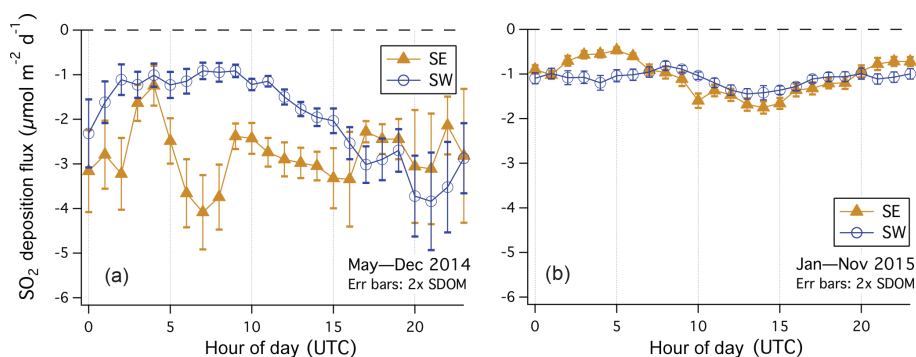 SO₂ deposition flux (µmol m⁻² d⁻¹)
0
-1
-2
-3
-4
-5
-6
SE
SW
(a)
May—Dec 2014
Err bars: 2x SDOM
0
5
10
15
20
Hour of day (UTC)
0
-1
-2
-3
-4
-5
-6
SE
SW
(b)
Jan—Nov 2015
Err bars: 2x SDOM
0
5
10
15
20
Hour of day (UTC)